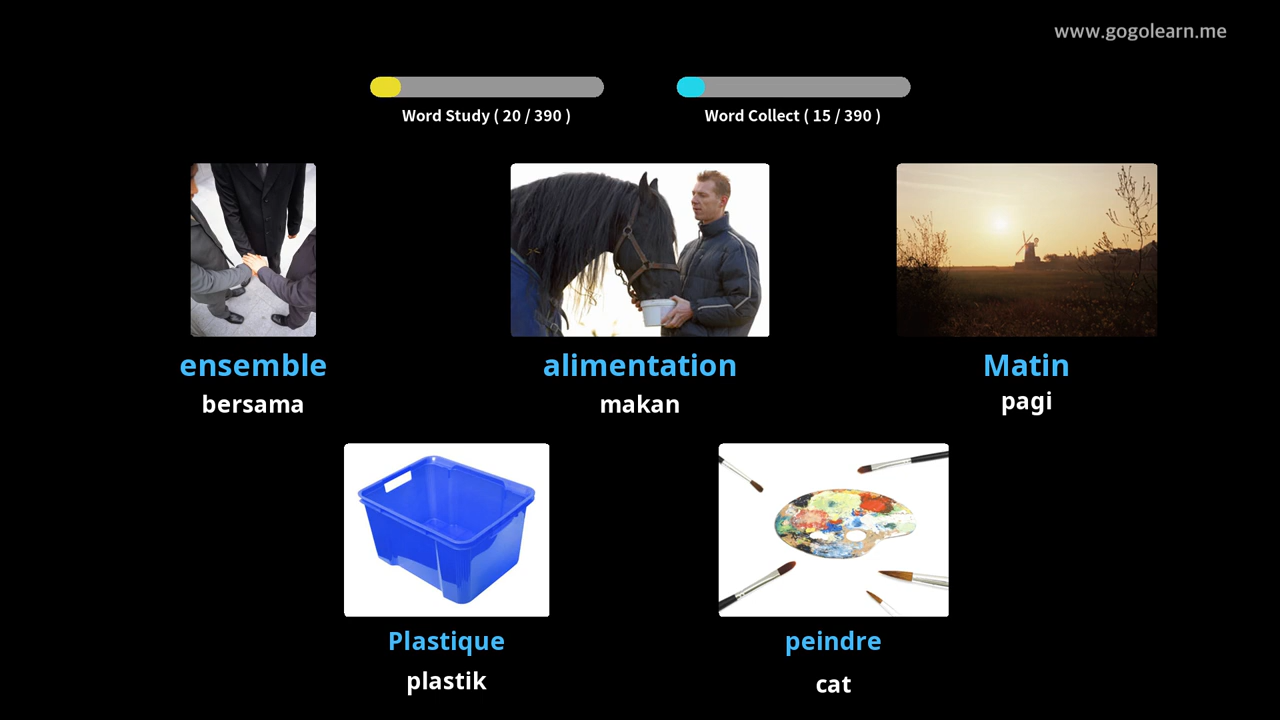 www.gogolearn.me
Word Study ( 20 / 390 )
Word Collect ( 15 / 390 )
ensemble
bersama
alimentation
makan
Matin
pagi
Plastique
plastik
peindre
cat